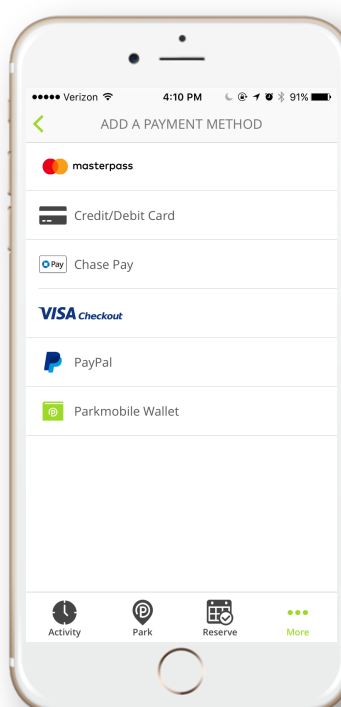 Verizon 4:10 PM 91%
ADD A PAYMENT METHOD
masterpass
Credit/Debit Card
Pay Chase Pay
VISA Checkout
PayPal
Parkmobile Wallet
Activity Park Reserve More